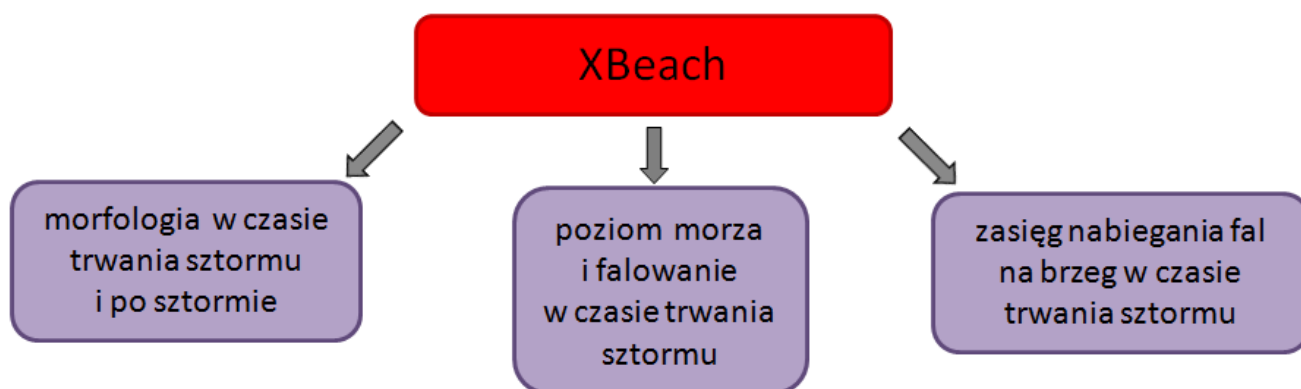 XBeach
morfologia w czasie
trwania sztormu
i po sztormie
poziom morza
i falowanie
w czasie trwania
sztormu
zasięg nabiegania fal
na brzeg w czasie
trwania sztormu